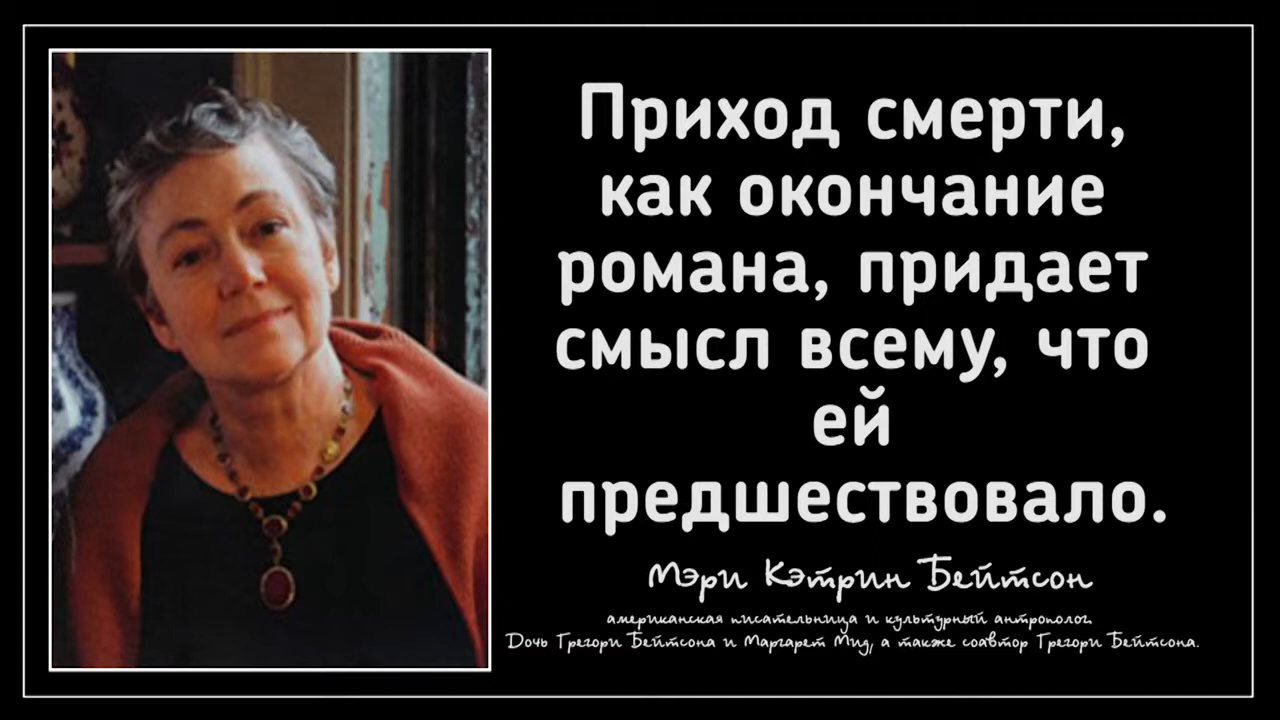 Приход смерти,
как окончание
романа, придает
смысл всему, что
ей
предшествовало.
Мэри Кэтрин Бейтсон
американская писательница и культурный антрополог.
Дочь Грегори Бейтсона и Маргарет Мид, а также соавтор Грегори Бейтсона.